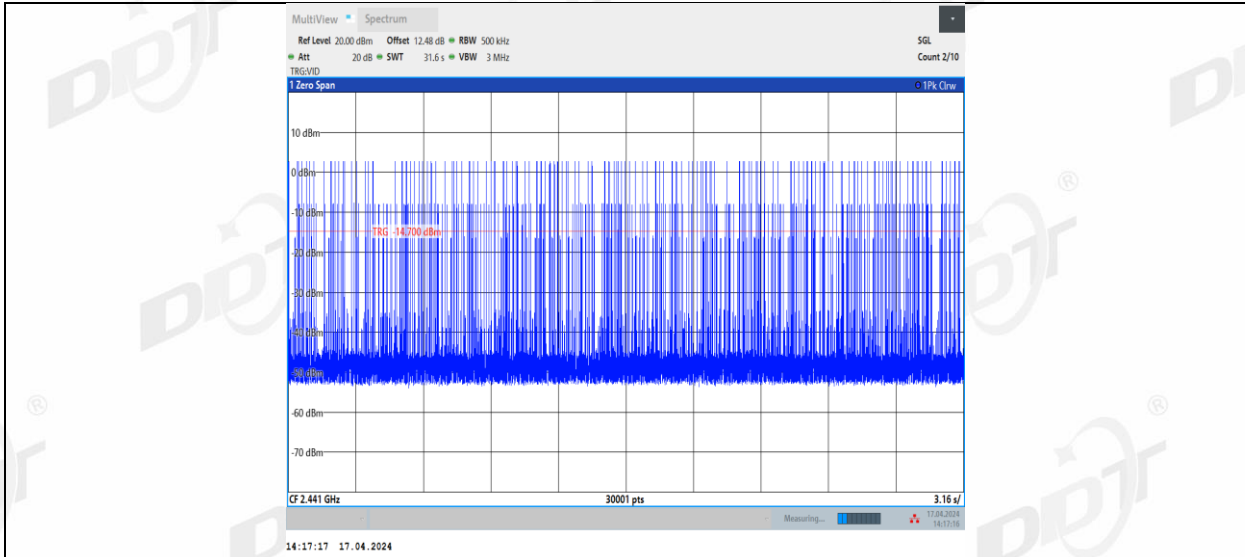 MultiView Spectrum
Ref Level 20.00 dBm Offset 12.48 dB RBW 500 kHz SGL
Att 20 dB SWT 31.6 s VBW 3 MHz Count 2/10
TRG:VID
1 Zero Span 1Pk Clrw
10 dBm
0 dBm
-10 dBm
TRG -14.700 dBm
-20 dBm
-30 dBm
-40 dBm
-50 dBm
-60 dBm
-70 dBm
CF 2.441 GHz 30001 pts 3.16 s/
Measuring... 17.04.2024
14:17:16
14:17:17 17.04.2024
DDT ®